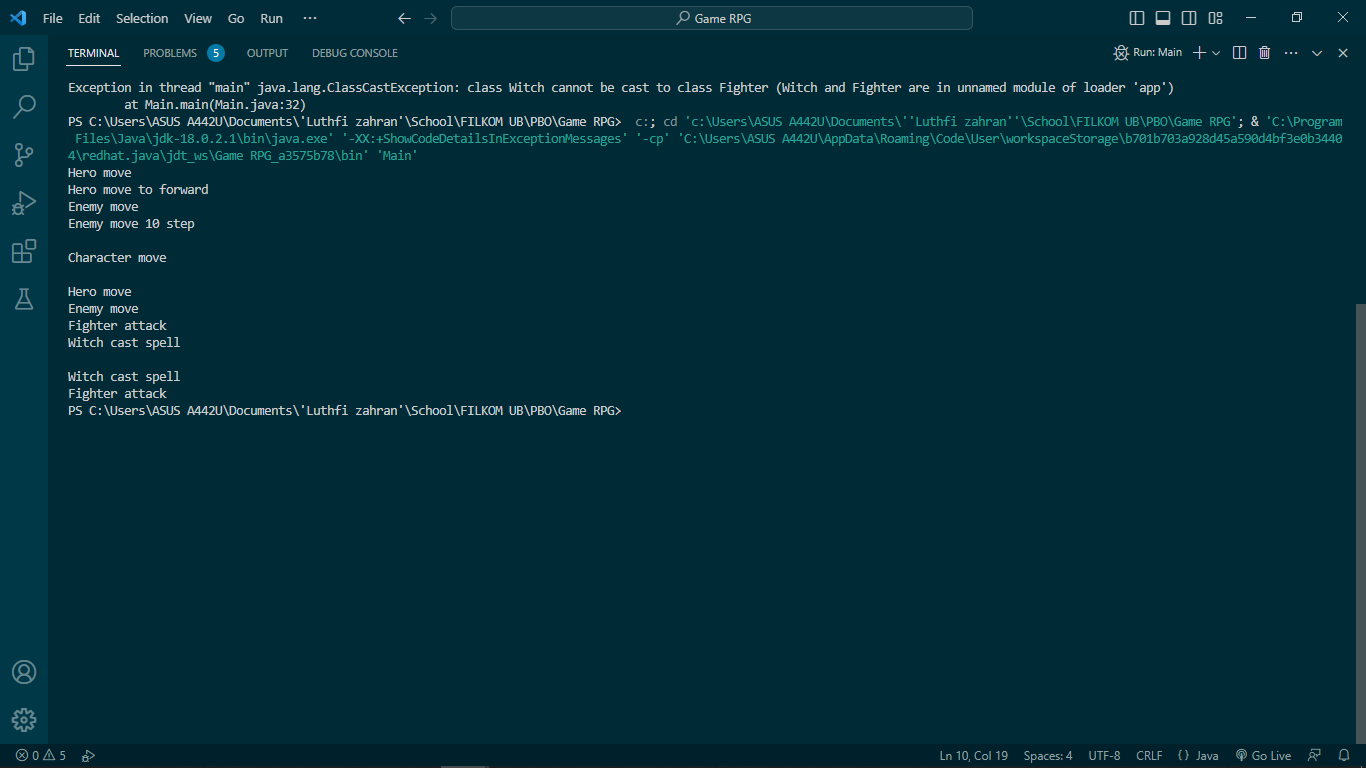 File Edit Selection View Go Run ··· Game RPG
TERMINAL PROBLEMS 5 OUTPUT DEBUG CONSOLE Run: Main
Exception in thread "main" java.lang.ClassCastException: class Witch cannot be cast to class Fighter (Witch and Fighter are in unnamed module of loader 'app')
at Main.main(Main.java:32)
PS C:\Users\ASUS A442U\Documents\'Luthfi zahran'\School\FILKOM UB\PBO\Game RPG>  c:; cd 'c:\Users\ASUS A442U\Documents\''Luthfi zahran''\School\FILKOM UB\PBO\Game RPG'; & 'C:\Program
Files\Java\jdk-18.0.2.1\bin\java.exe' '-XX:+ShowCodeDetailsInExceptionMessages' '-cp' 'C:\Users\ASUS A442U\AppData\Roaming\Code\User\workspaceStorage\b701b703a928d45a590d4bf3e0b3440
4\redhat.java\jdt_ws\Game RPG_a3575b78\bin' 'Main'
Hero move
Hero move to forward
Enemy move
Enemy move 10 step
Character move
Hero move
Enemy move
Fighter attack
Witch cast spell
Witch cast spell
Fighter attack
PS C:\Users\ASUS A442U\Documents\'Luthfi zahran'\School\FILKOM UB\PBO\Game RPG>
0 5 Ln 10, Col 19 Spaces: 4 UTF-8 CRLF {} Java Go Live